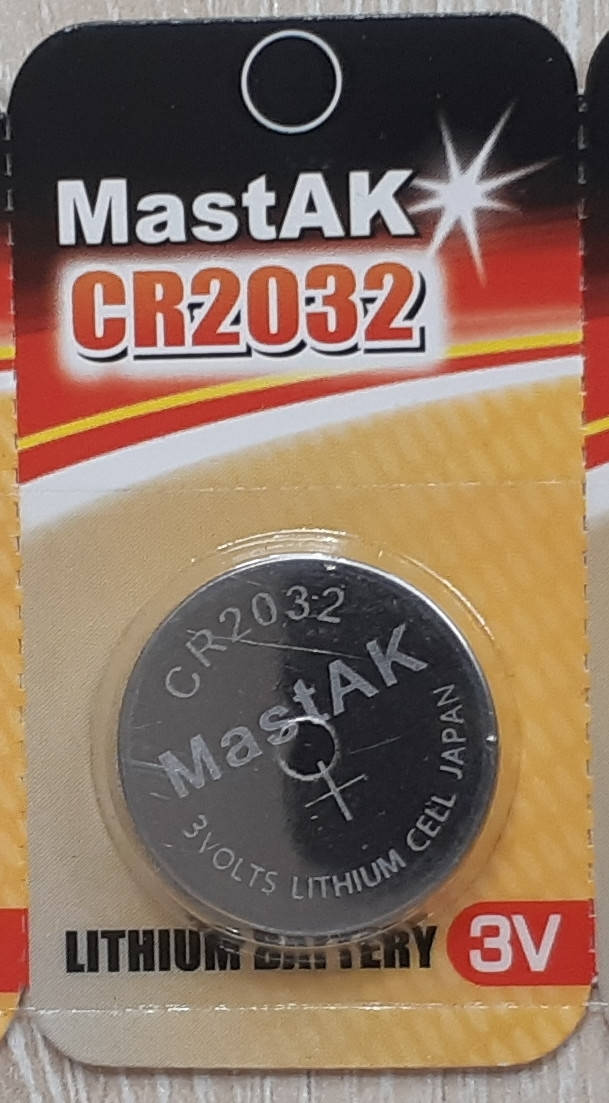 MastAK
CR2032
CR2032
MastAK
+
3VOLTS LITHIUM CELL JAPAN
LITHIUM BATTERY 3V